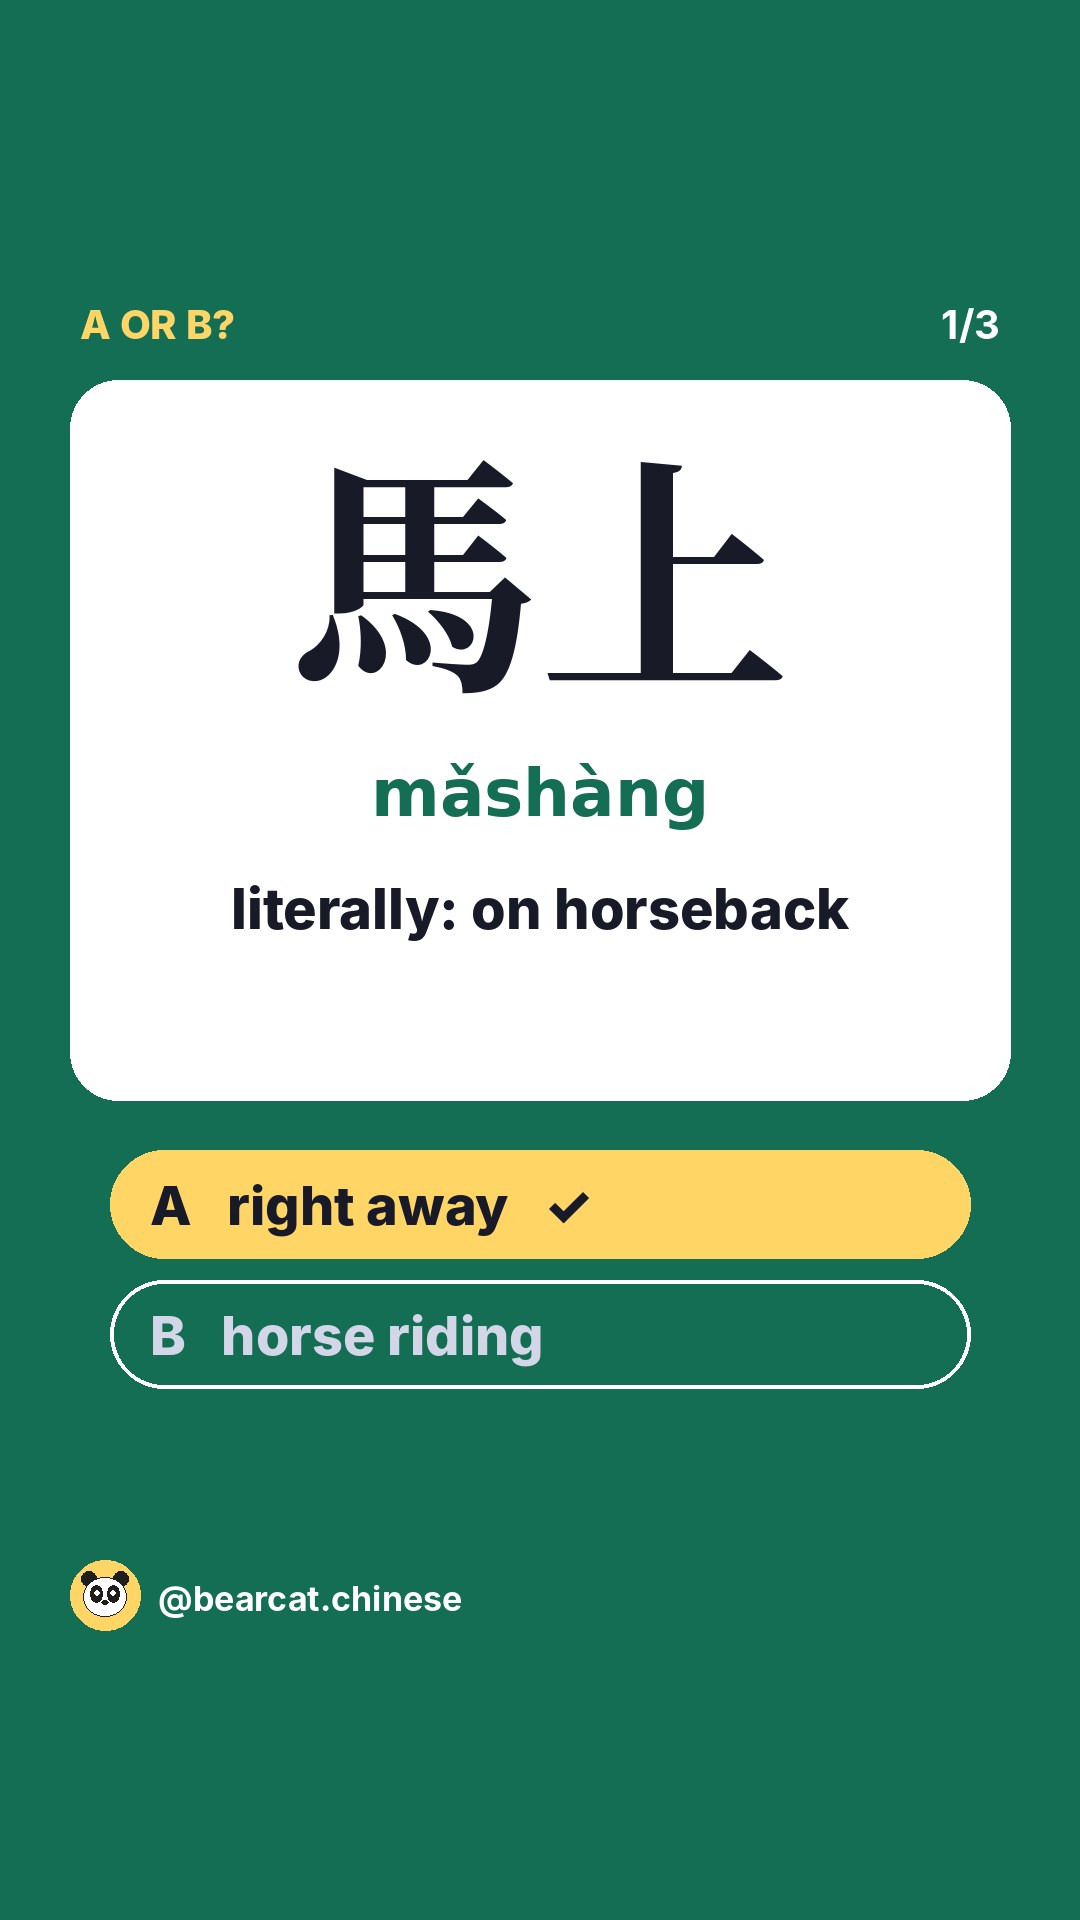 A OR B?
1/3
馬上
mǎshàng
literally: on horseback
A right away ✓
B horse riding
@bearcat.chinese